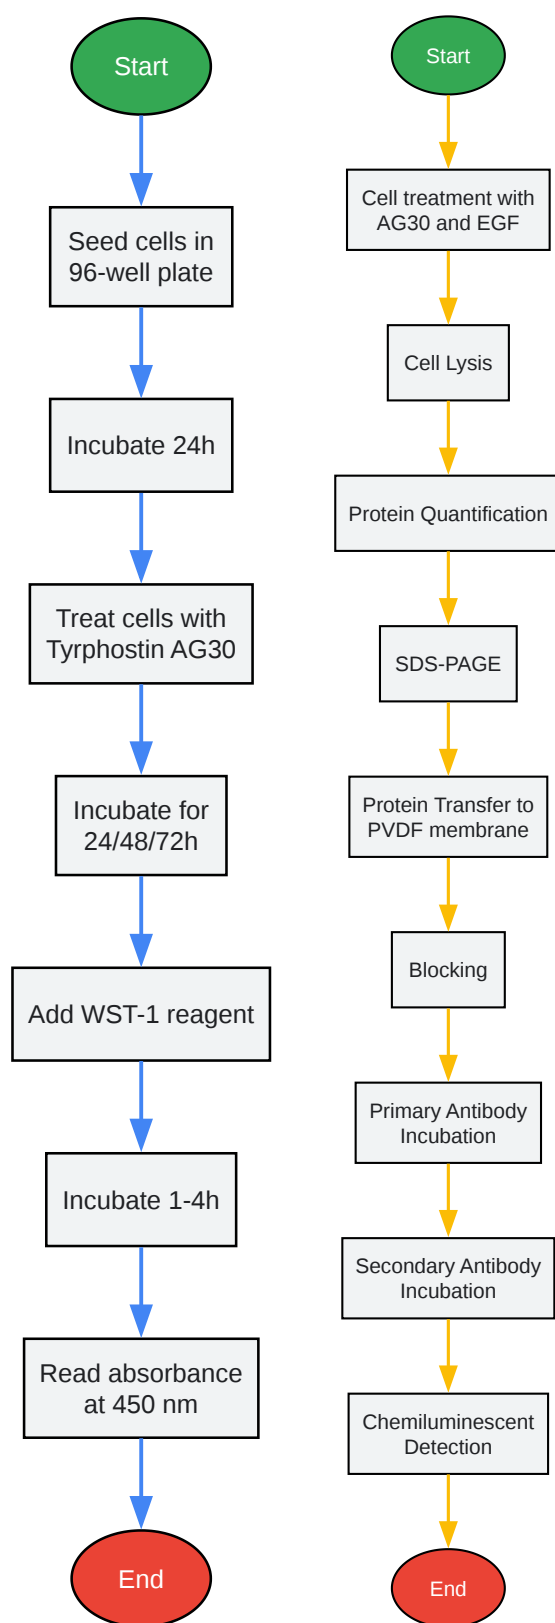 Start
Seed cells in
96-well plate
Incubate 24h
Treat cells with
Tyrphostin AG30
Incubate for
24/48/72h
Add WST-1 reagent
Incubate 1-4h
Read absorbance
at 450 nm
End
Start
Cell treatment with
AG30 and EGF
Cell Lysis
Protein Quantification
SDS-PAGE
Protein Transfer to
PVDF membrane
Blocking
Primary Antibody
Incubation
Secondary Antibody
Incubation
Chemiluminescent
Detection
End